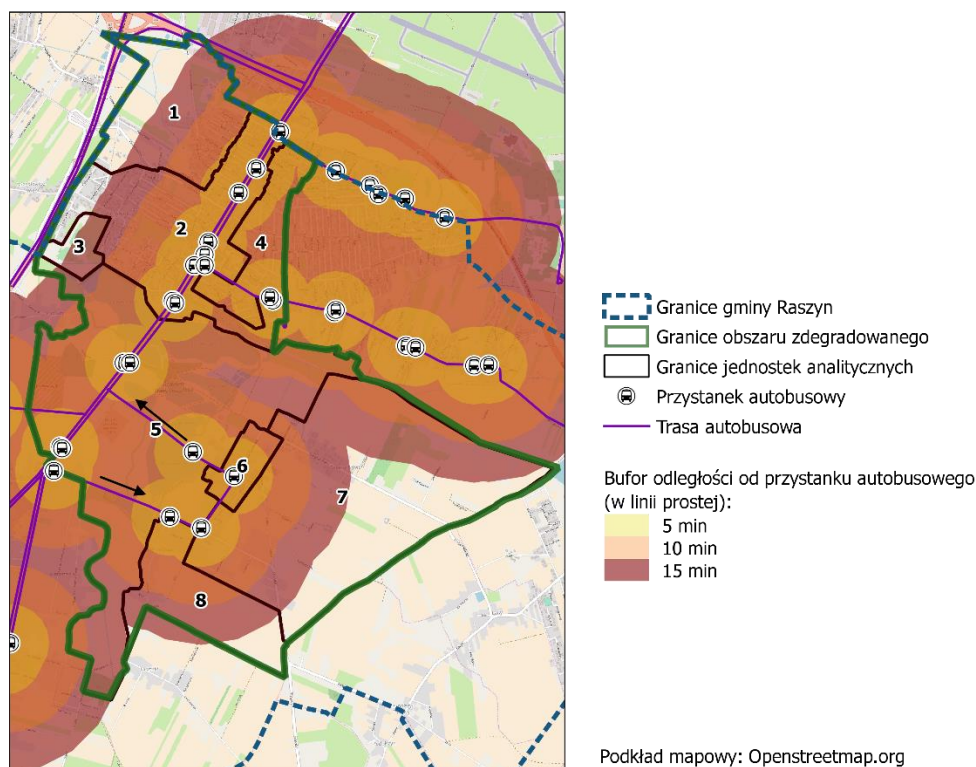 1
2
3
4
5
6
7
8
Granice gminy Raszyn
Granice obszaru zdegradowanego
Granice jednostek analitycznych
Przystanek autobusowy
Trasa autobusowa
Bufor odległości od przystanku autobusowego
(w linii prostej):
5 min
10 min
15 min
Podkład mapowy: Openstreetmap.org